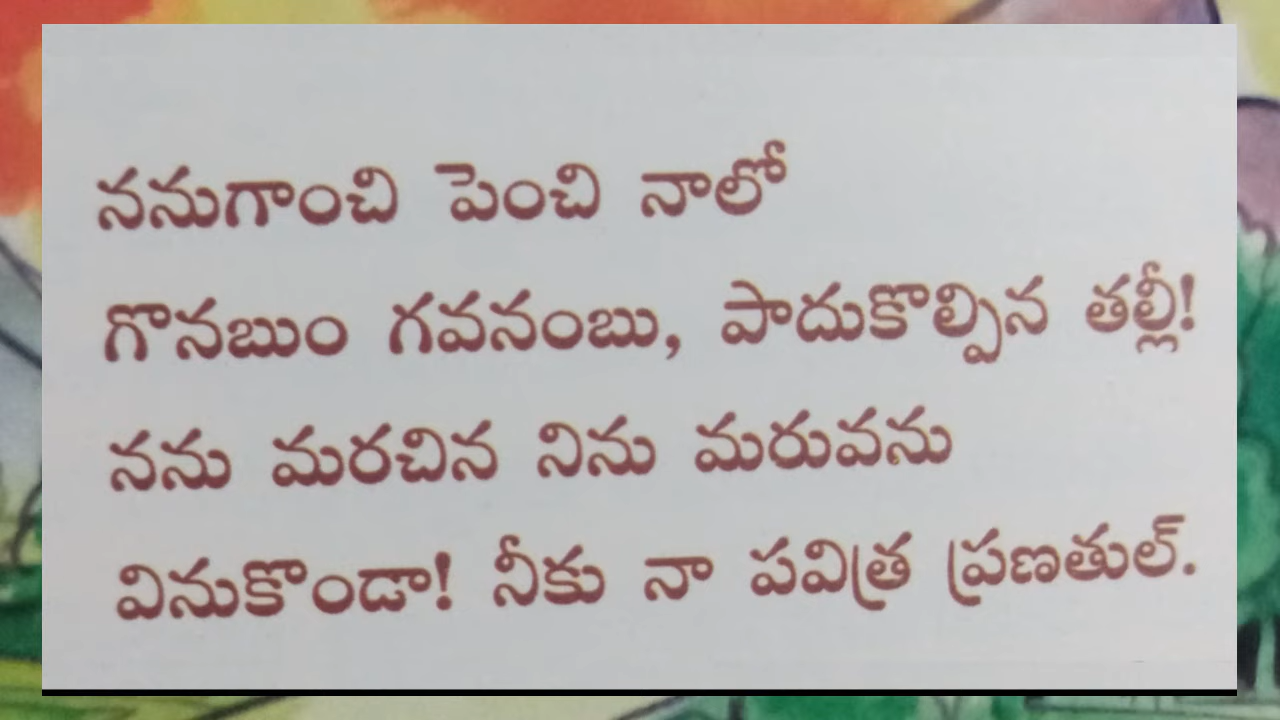 ననుగాంచి పెంచి నాలో
గొనబుం గవనంబు, పాదుకొల్పిన తల్లీ!
నను మరచిన నిను మరువను
వినుకొండా! నీకు నా పవిత్ర ప్రణతుల్.